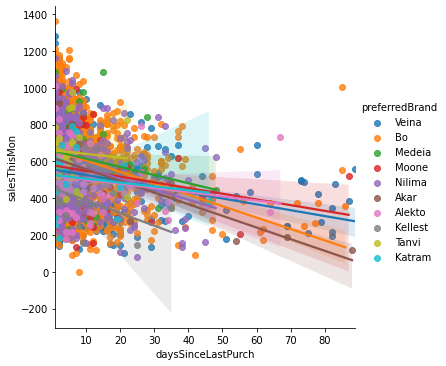 1400
1200
1000
800
600
400
200
0
−200
salesThisMon
10 20 30 40 50 60 70 80
daysSinceLastPurch
preferredBrand
Veina
Bo
Medeia
Moone
Nilima
Akar
Alekto
Kellest
Tanvi
Katram